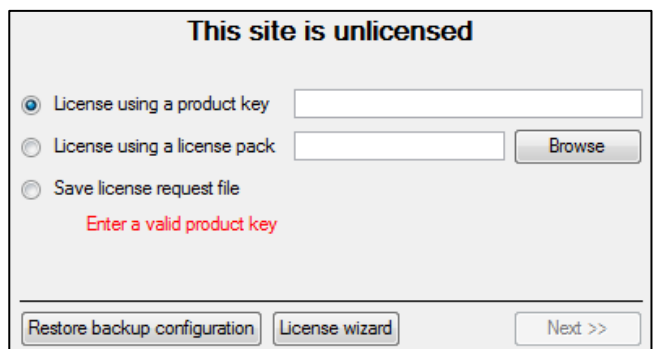 This site is unlicensed
License using a product key
License using a license pack
Browse
Save license request file
Enter a valid product key
Restore backup configuration
License wizard
Next >>